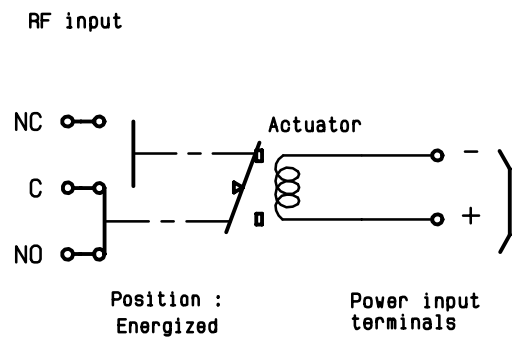 RF input
NC
Actuator
-
C
+
NO
Position :
Energized
Power input
terminals